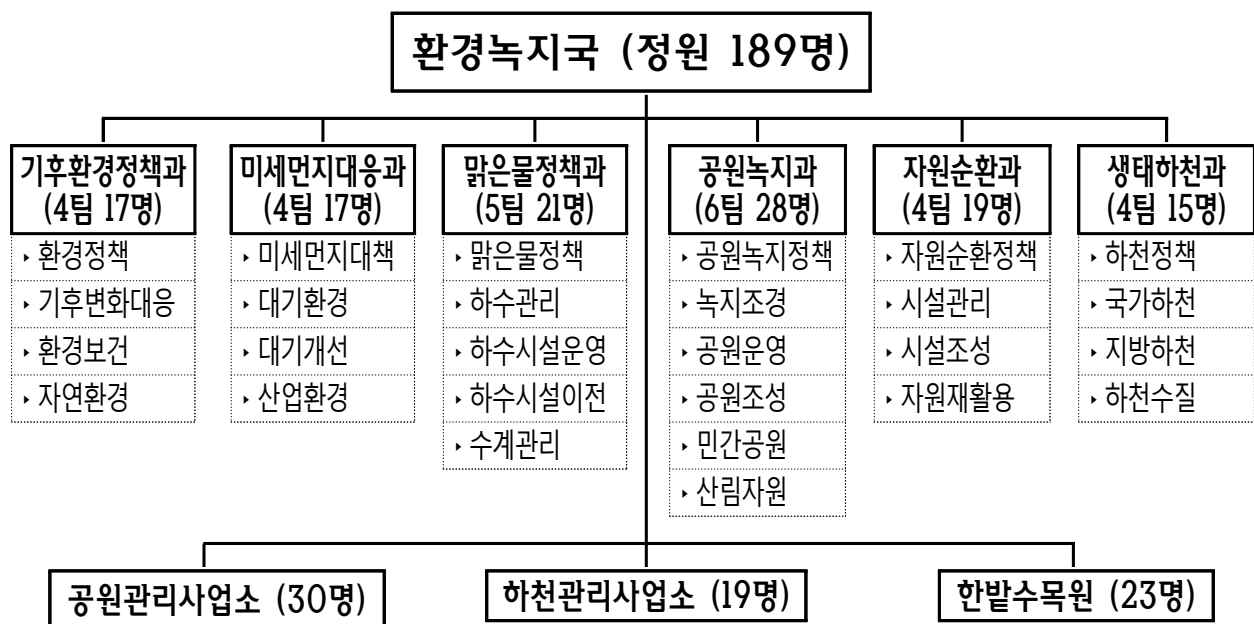 환경녹지국 (정원 189명)
기후환경정책과
(4팀 17명)
‣ 환경정책
‣ 기후변화대응
‣ 환경보건
‣ 자연환경
미세먼지대응과
(4팀 17명)
‣ 미세먼지대책
‣ 대기환경
‣ 대기개선
‣ 산업환경
맑은물정책과
(5팀 21명)
‣ 맑은물정책
‣ 하수관리
‣ 하수시설운영
‣ 하수시설이전
‣ 수계관리
공원녹지과
(6팀 28명)
‣ 공원녹지정책
‣ 녹지조경
‣ 공원운영
‣ 공원조성
‣ 민간공원
‣ 산림자원
자원순환과
(4팀 19명)
‣ 자원순환정책
‣ 시설관리
‣ 시설조성
‣ 자원재활용
생태하천과
(4팀 15명)
‣ 하천정책
‣ 국가하천
‣ 지방하천
‣ 하천수질
공원관리사업소 (30명)
하천관리사업소 (19명)
한밭수목원 (23명)